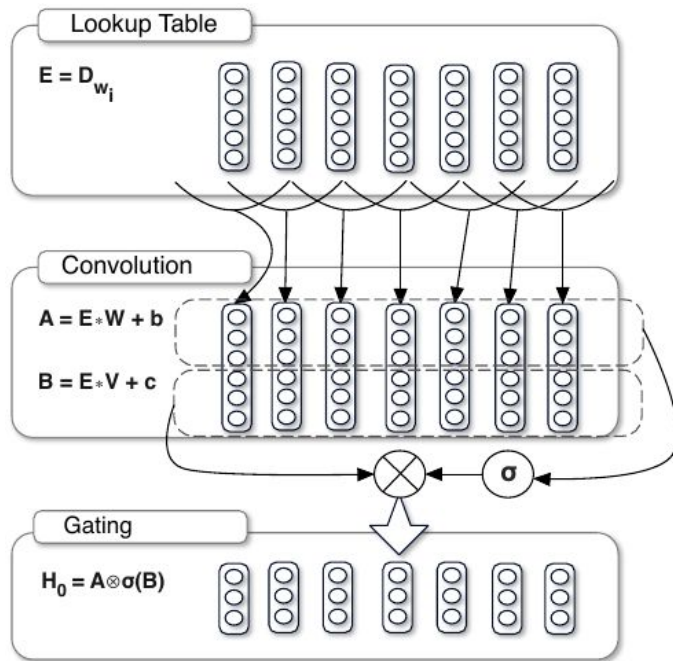 Lookup Table
E = D_{w_i}
Convolution
A = E∗W + b
B = E∗V + c
σ
Gating
H₀ = A⊗σ(B)